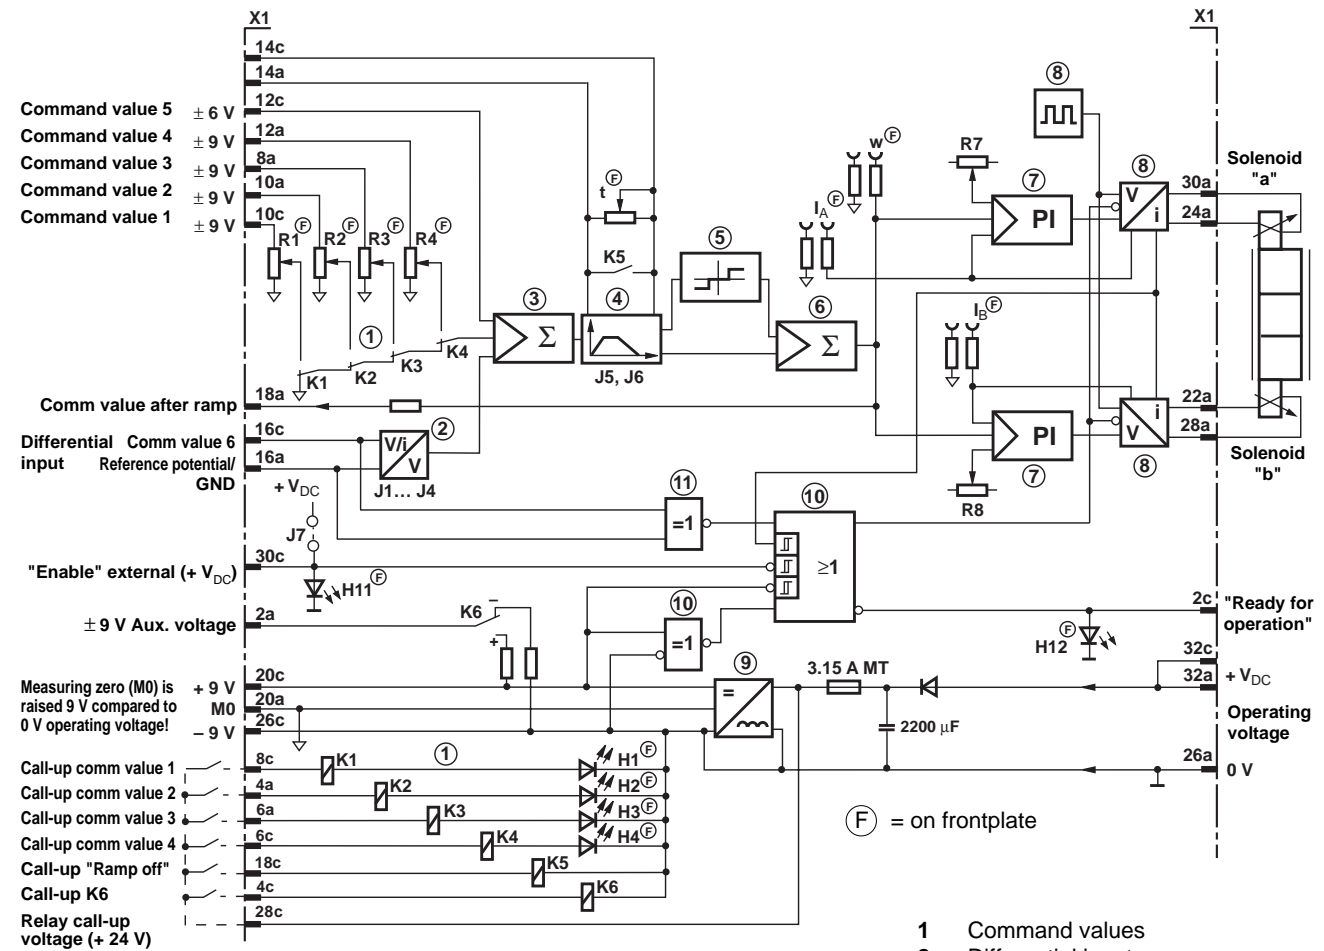 X1
X1
14c
14a
Command value 5 ± 6 V 12c
Command value 4 ± 9 V 12a
Command value 3 ± 9 V 8a
Command value 2 ± 9 V 10a
Command value 1 ± 9 V 10c
R1 F R2 F R3 F R4 F
t F
K5
1
K1 K2 K3 K4
3
Σ
4
J5, J6
5
6
Σ
w F
I_A F
I_B F
R7
7
PI
8
8
V
i
30a
24a
Solenoid
"a"
7
PI
R8
i
V
8
22a
28a
Solenoid
"b"
Comm value after ramp 18a
Differential Comm value 6 16c
input Reference potential/ 16a
GND
V/i
V
2
J1... J4
+ V_DC
J7
"Enable" external (+ V_DC) 30c
H11 F
11
=1
10
≥1
10
=1
± 9 V Aux. voltage 2a
K6
−
+
2c "Ready for
operation"
F
H12
32c
32a + V_DC
Operating
voltage
26a 0 V
Measuring zero (M0) is
raised 9 V compared to
0 V operating voltage!
+ 9 V 20c
M0 20a
– 9 V 26c
9
=
3.15 A MT
2200 µF
1
Call-up comm value 1 8c K1 H1 F
Call-up comm value 2 4a K2 H2 F
Call-up comm value 3 6a K3 H3 F
Call-up comm value 4 6c K4 H4 F
Call-up "Ramp off" 18c K5
Call-up K6 4c K6
Relay call-up 28c
voltage (+ 24 V)
F = on frontplate
1 Command values